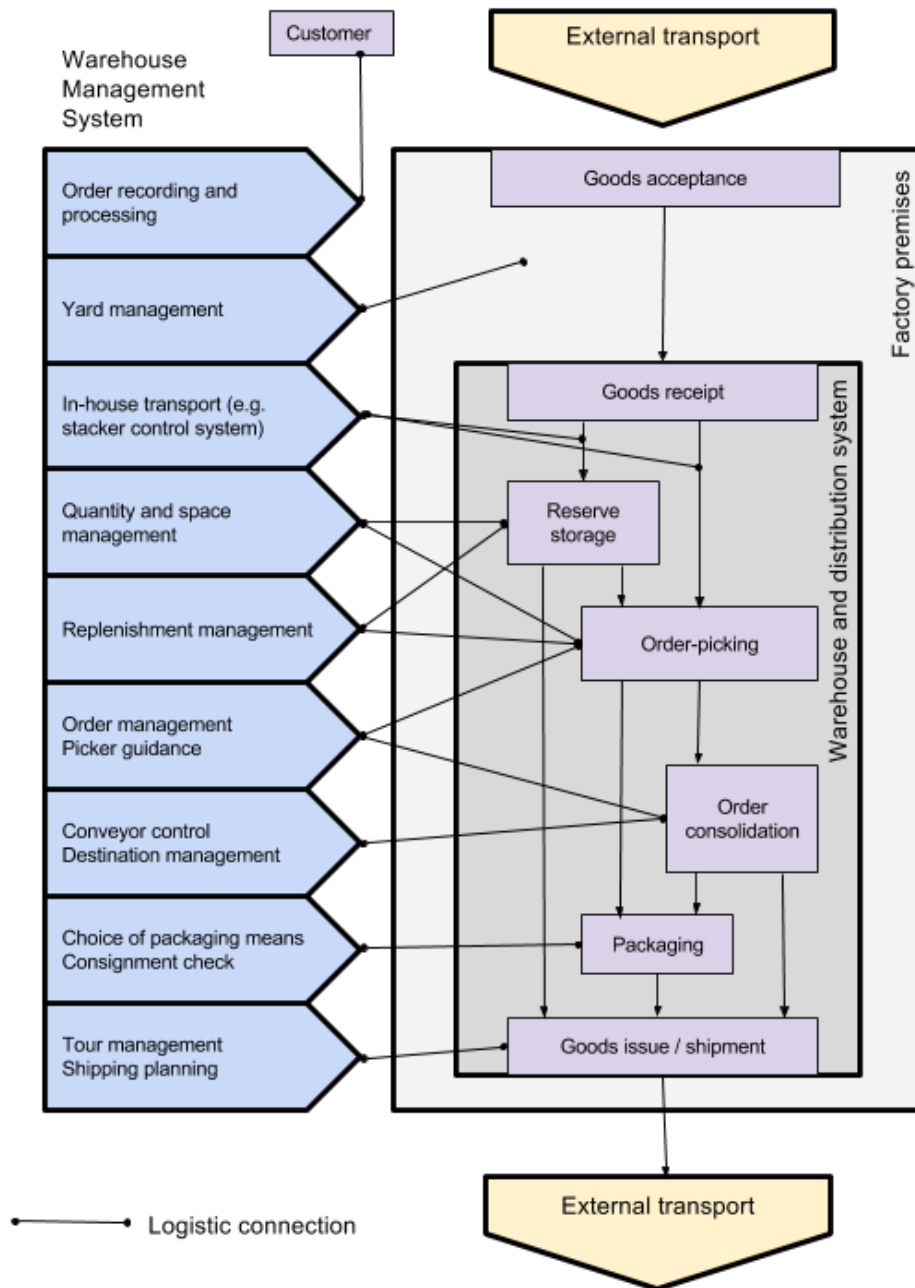 Customer
External transport
Warehouse
Management
System
Order recording and
processing
Goods acceptance
Factory premises
Yard management
In-house transport (e.g.
stacker control system)
Goods receipt
Warehouse and distribution system
Quantity and space
management
Reserve
storage
Replenishment management
Order-picking
Order management
Picker guidance
Conveyor control
Destination management
Order
consolidation
Choice of packaging means
Consignment check
Packaging
Tour management
Shipping planning
Goods issue / shipment
External transport
Logistic connection